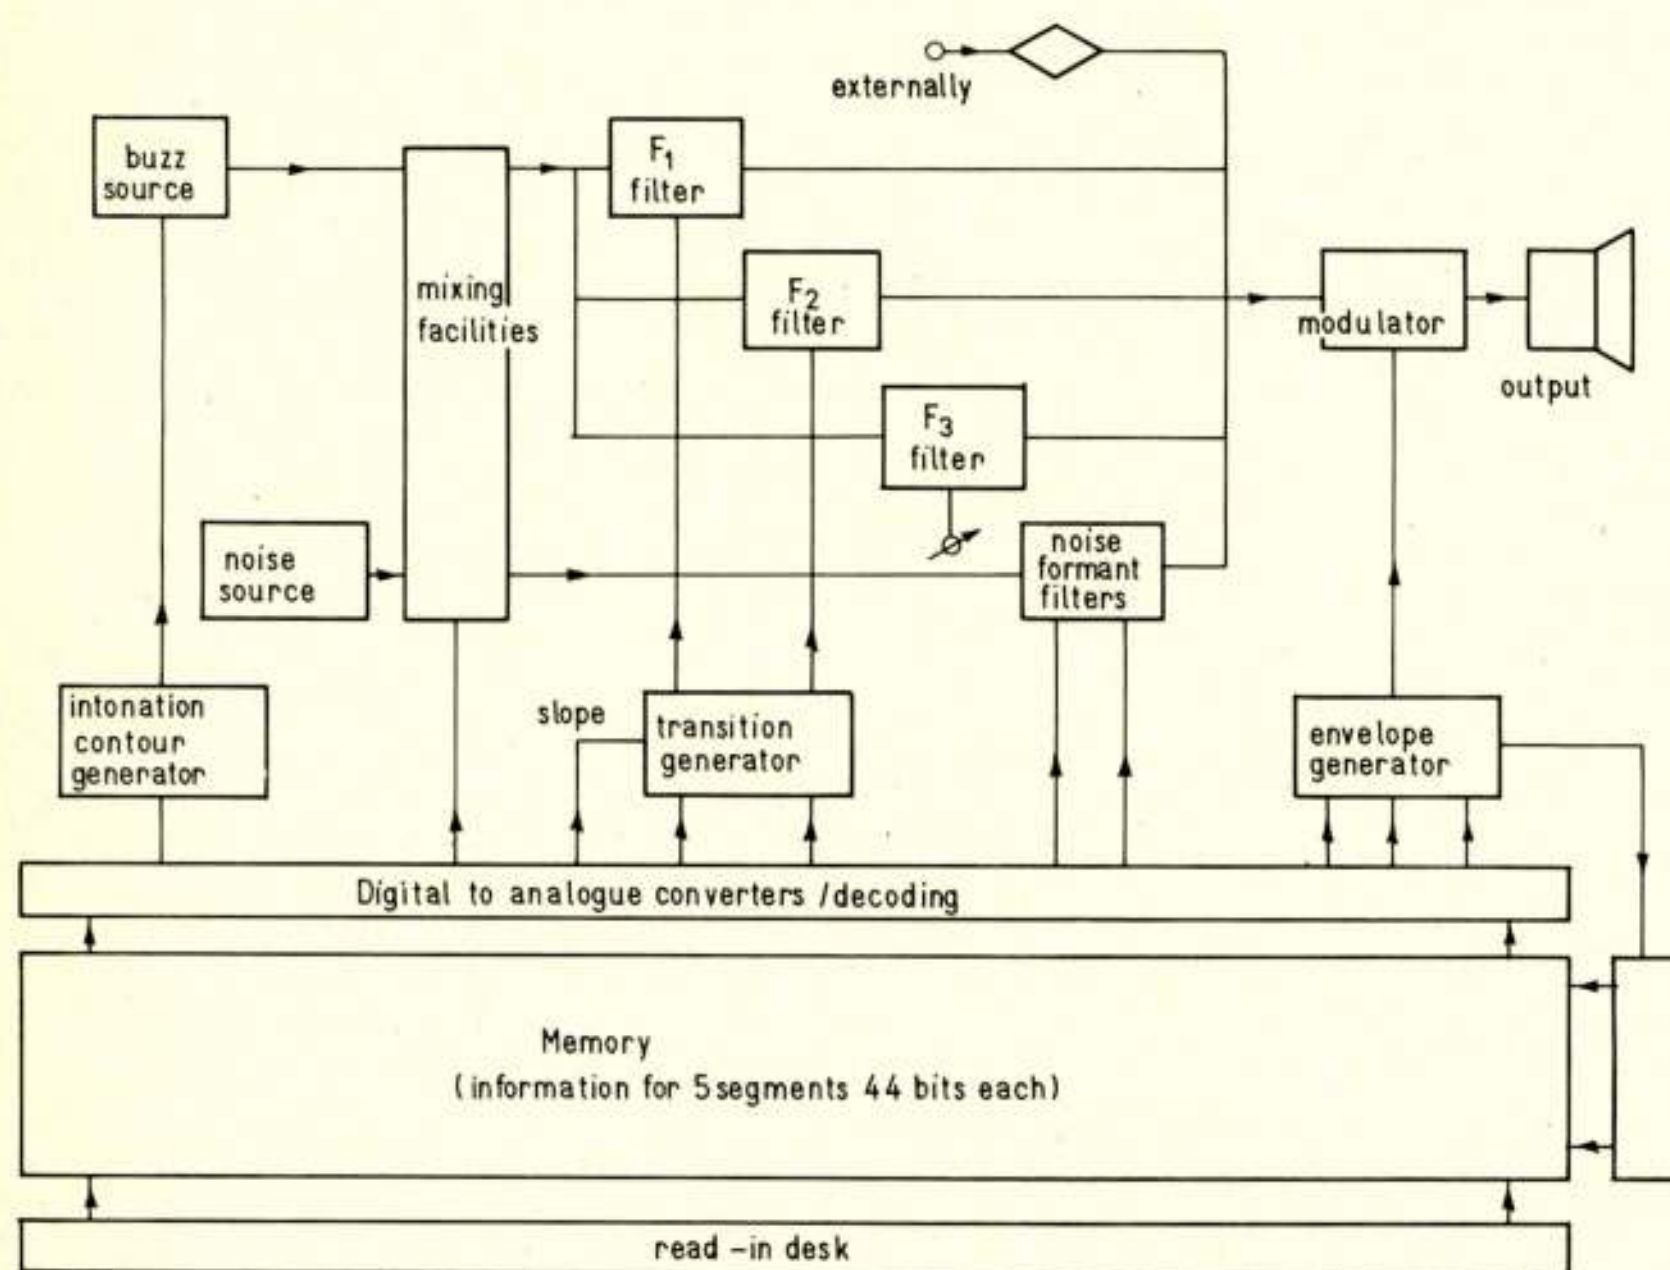 externally
buzz
source
F1
filter
mixing
facilities
F2
filter
modulator
output
F3
filter
noise
source
noise
formant
filters
intonation
contour
generator
slope
transition
generator
envelope
generator
Digital to analogue converters /decoding
Memory
(information for 5 segments 44 bits each)
read -in desk